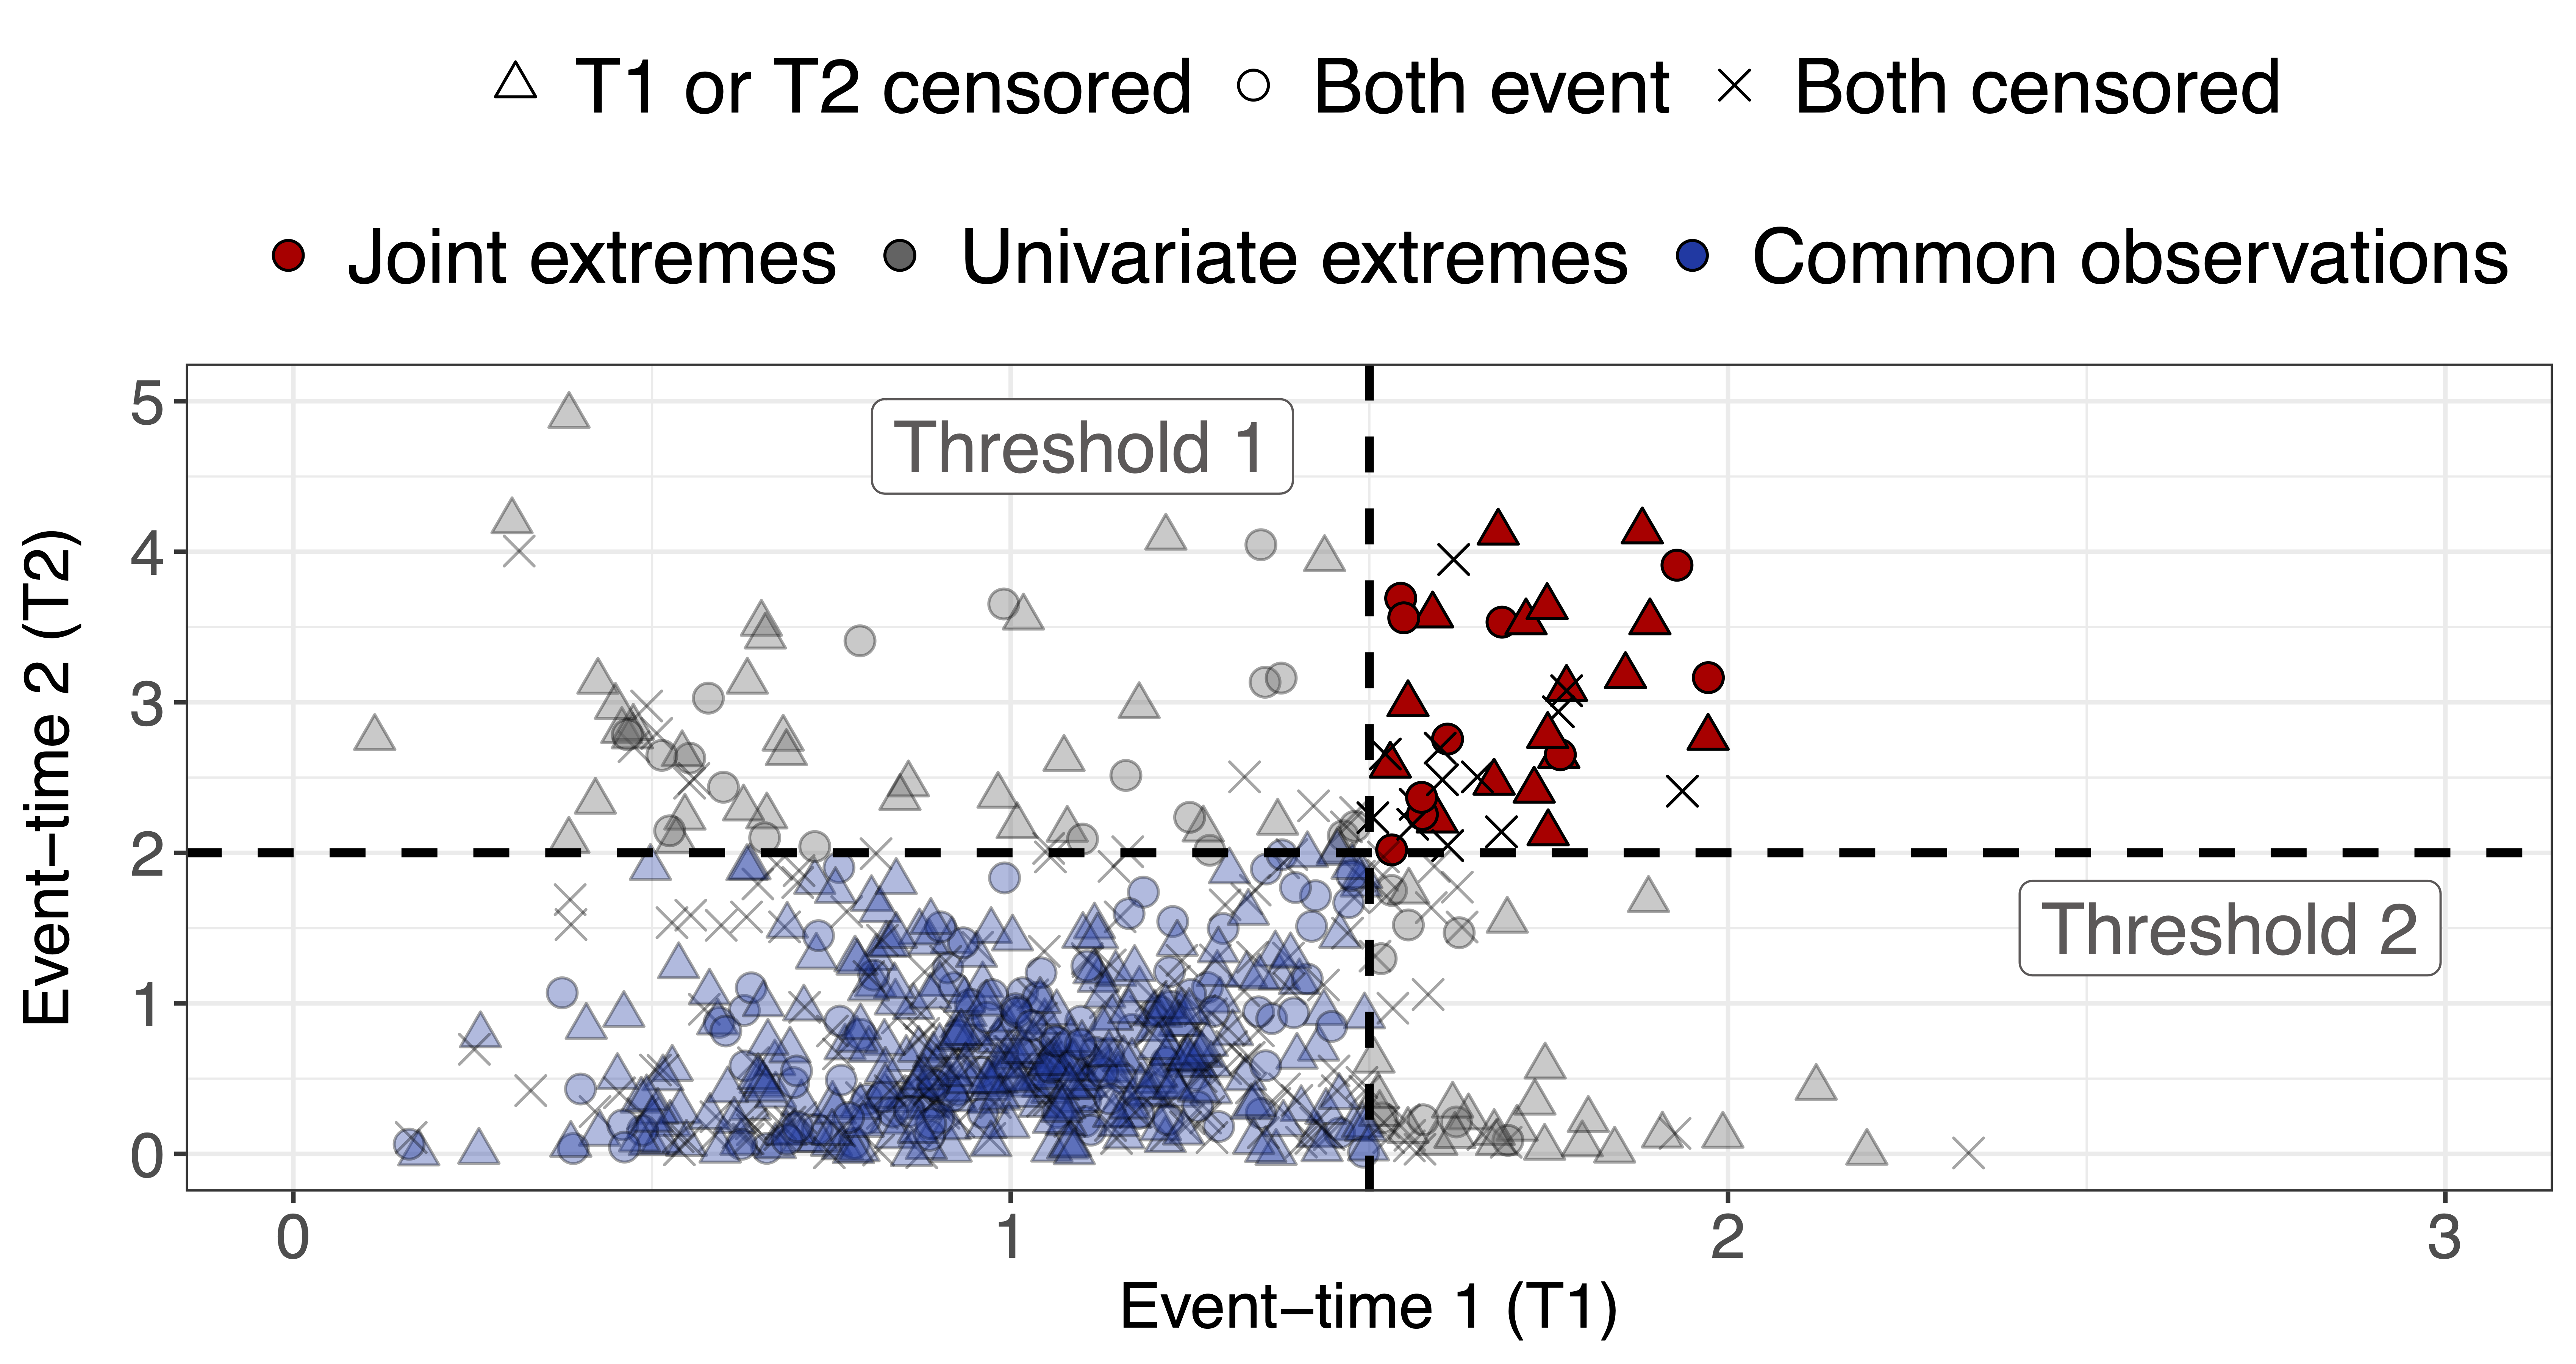 T1 or T2 censored Both event Both censored
Joint extremes Univariate extremes Common observations
Threshold 1
Threshold 2
Event−time 2 (T2)
5
4
3
2
1
0
0 1 2 3
Event−time 1 (T1)